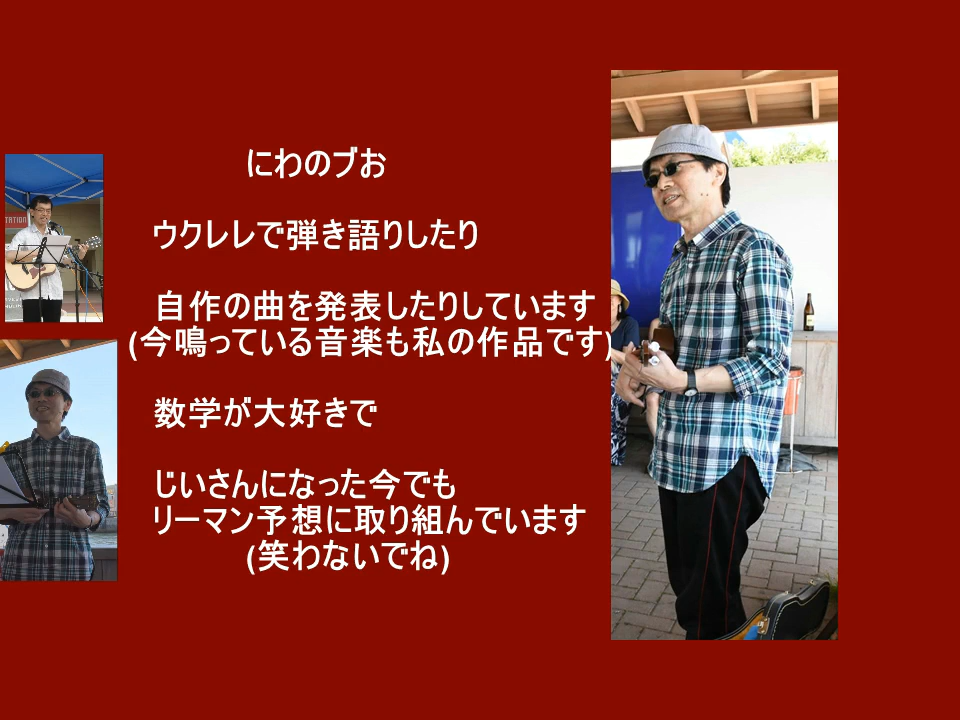 にわのブお
ウクレレで弾き語りしたり
自作の曲を発表したりしています
(今鳴っている音楽も私の作品です)
数学が大好きで
じいさんになった今でも
リーマン予想に取り組んでいます
(笑わないでね)
TATION